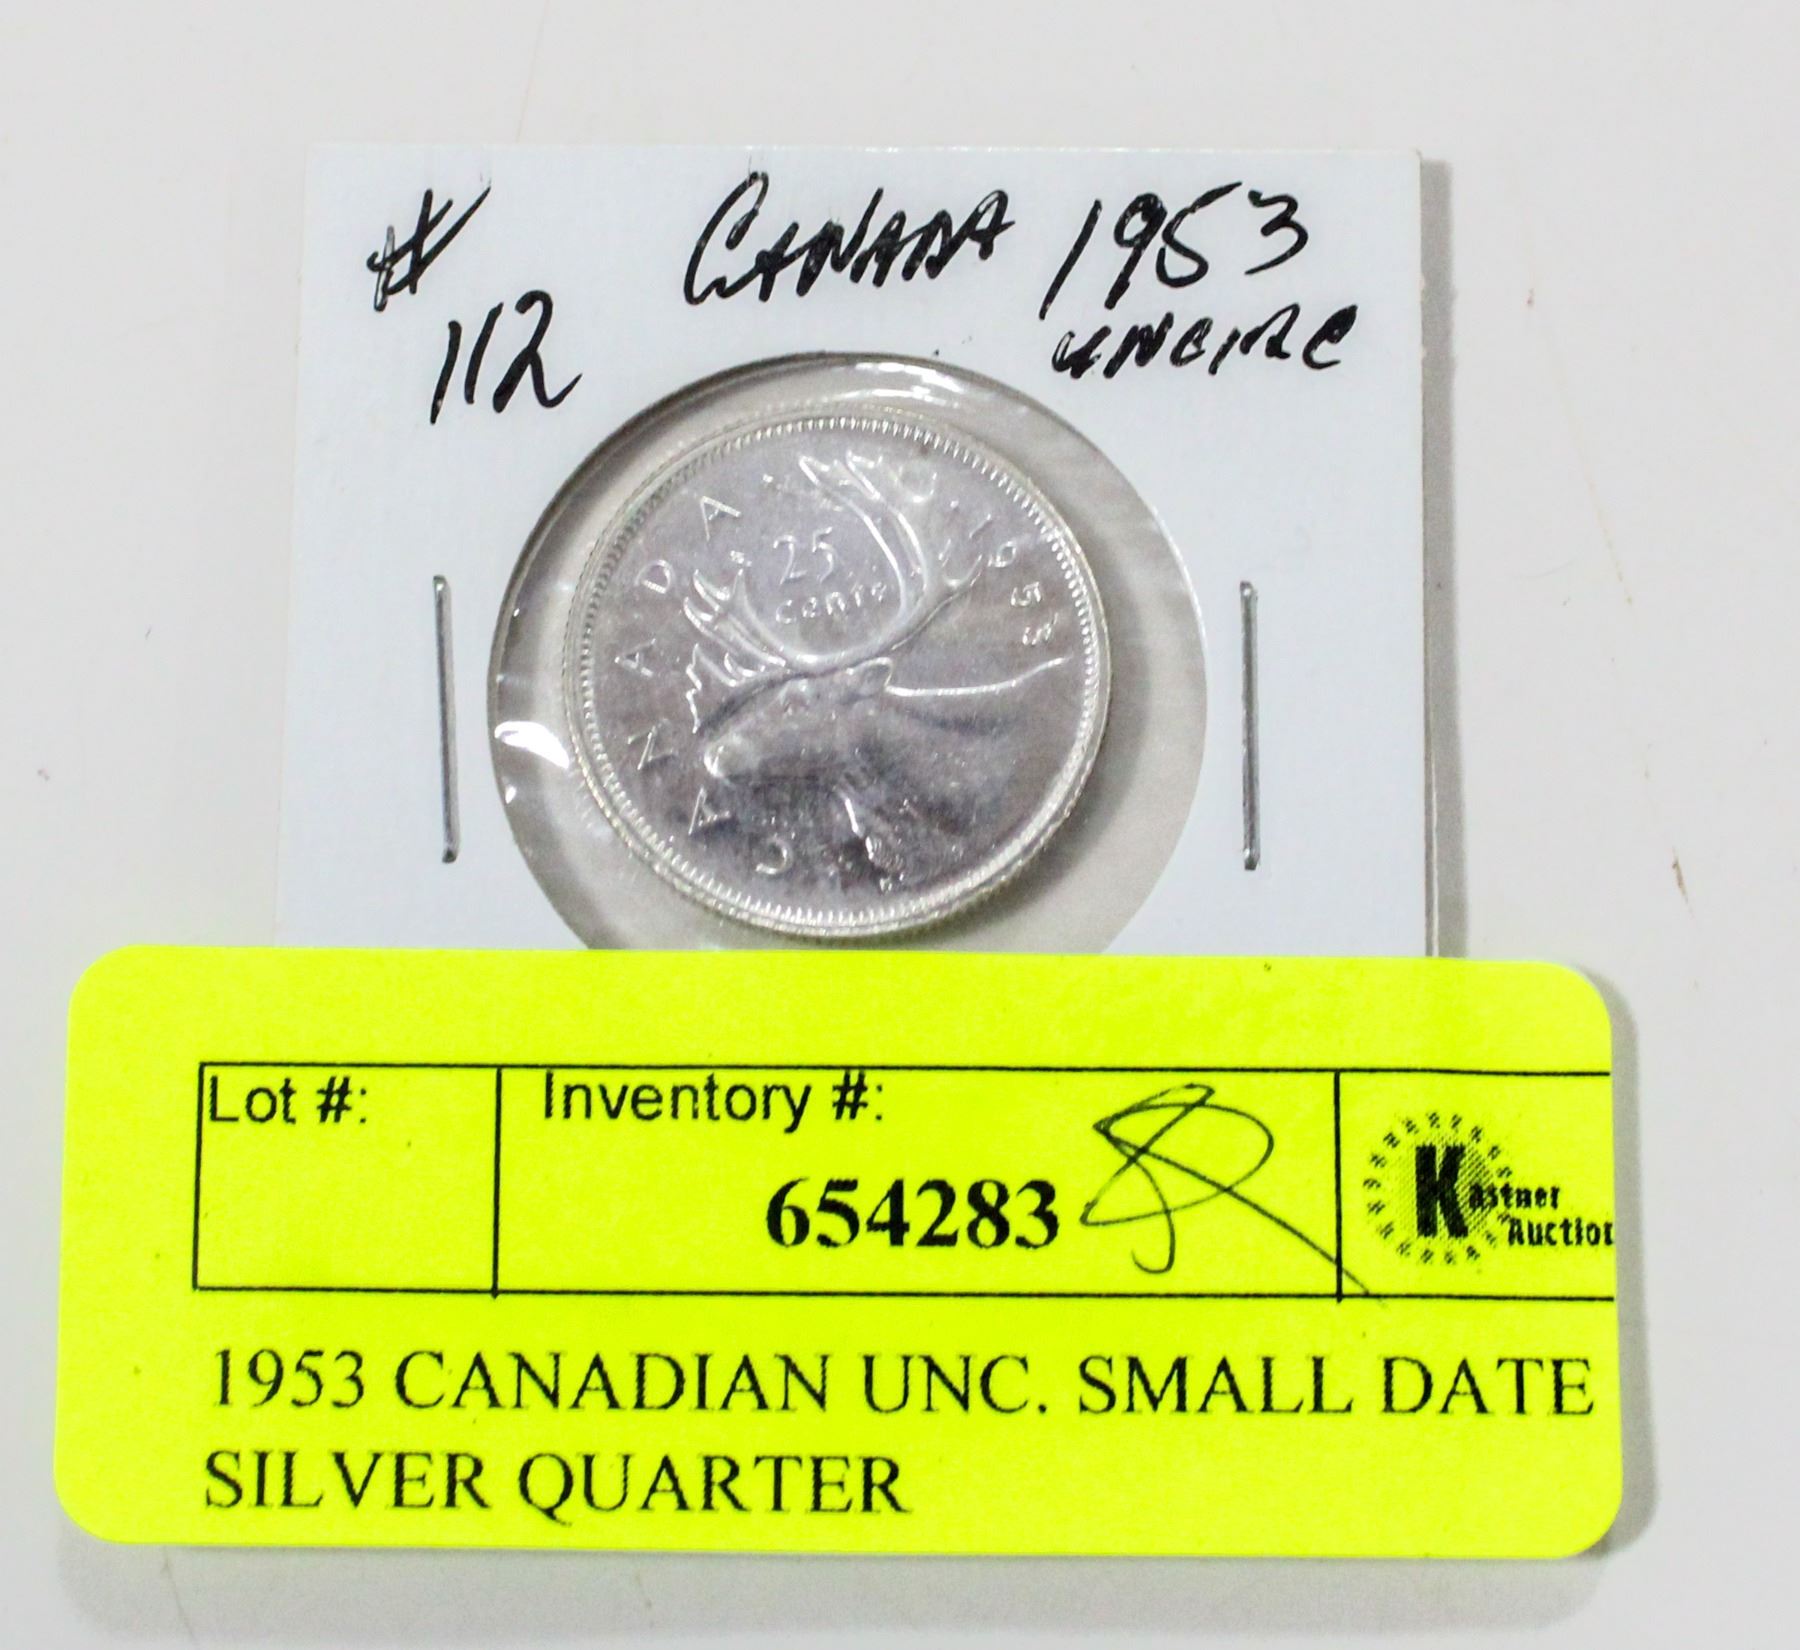 # CANADA 1953
112 UNCIRC
CANADA · 1953
25
cents
Lot #: Inventory #:
654283
Kastner
Auction
1953 CANADIAN UNC. SMALL DATE
SILVER QUARTER